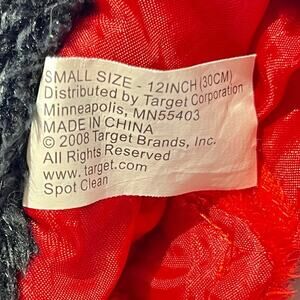 SMALL SIZE - 12INCH (30CM)
Distributed by Target Corporation
Minneapolis, MN55403
MADE IN CHINA
© 2008 Target Brands, Inc.
All Rights Reserved
www.target.com
Spot Clean